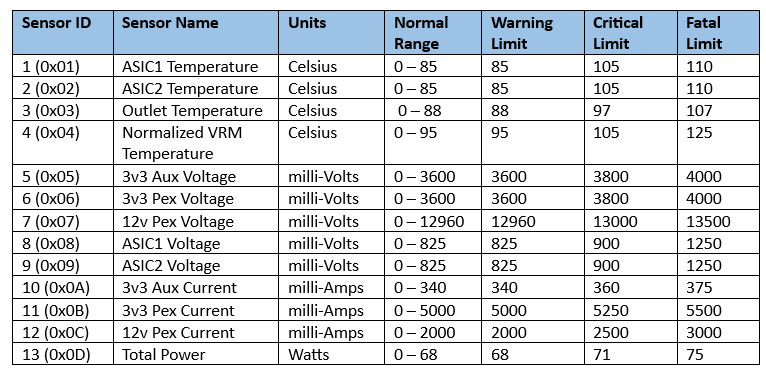 Sensor ID Sensor Name Units Normal Warning Critical Fatal
Range Limit Limit Limit
1 (0x01) ASIC1 Temperature Celsius 0 – 85 85 105 110
2 (0x02) ASIC2 Temperature Celsius 0 – 85 85 105 110
3 (0x03) Outlet Temperature Celsius 0 – 88 88 97 107
4 (0x04) Normalized VRM Celsius 0 – 95 95 105 125
Temperature
5 (0x05) 3v3 Aux Voltage milli-Volts 0 – 3600 3600 3800 4000
6 (0x06) 3v3 Pex Voltage milli-Volts 0 – 3600 3600 3800 4000
7 (0x07) 12v Pex Voltage milli-Volts 0 – 12960 12960 13000 13500
8 (0x08) ASIC1 Voltage milli-Volts 0 – 825 825 900 1250
9 (0x09) ASIC2 Voltage milli-Volts 0 – 825 825 900 1250
10 (0x0A) 3v3 Aux Current milli-Amps 0 – 340 340 360 375
11 (0x0B) 3v3 Pex Current milli-Amps 0 – 5000 5000 5250 5500
12 (0x0C) 12v Pex Current milli-Amps 0 – 2000 2000 2500 3000
13 (0x0D) Total Power Watts 0 – 68 68 71 75